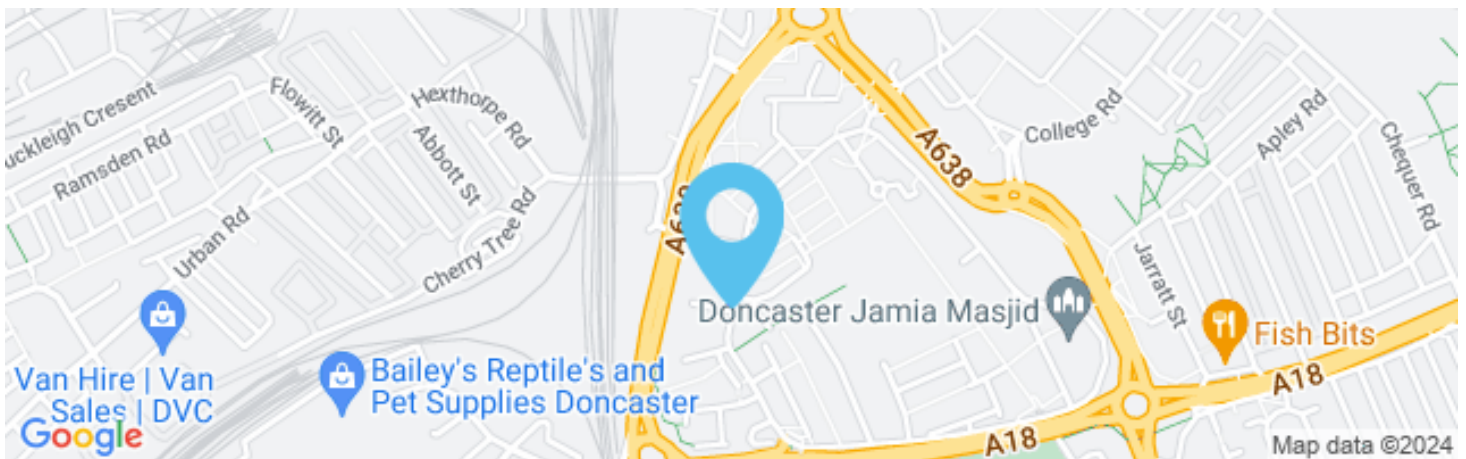 uckleigh Cresent
Flowitt St
Ramsden Rd
Hexthorpe Rd
Abbott St
Urban Rd
Cherry Tree Rd
A638
College Rd
Apley Rd
Chequer Rd
Jarratt St
Doncaster Jamia Masjid
Fish Bits
Van Hire | Van
Sales | DVC
Bailey's Reptile's and
Pet Supplies Doncaster
A18
A18
Google
Map data ©2024